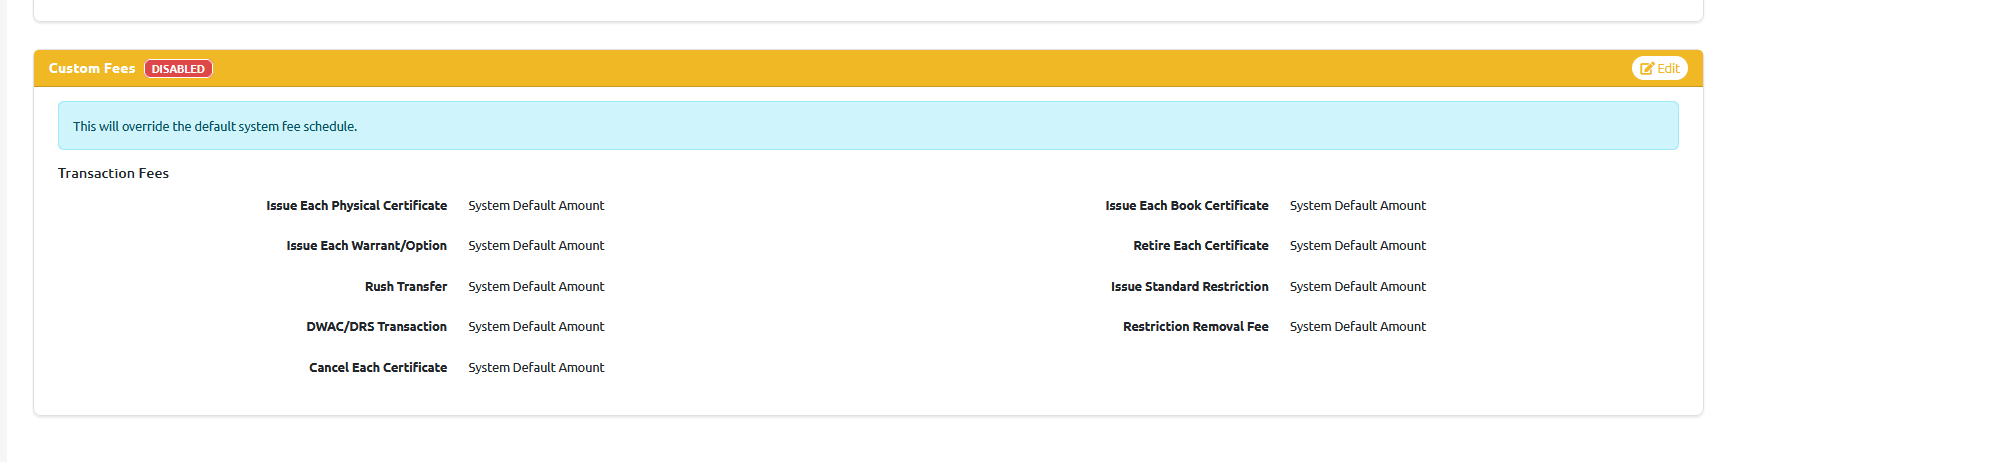 Custom Fees DISABLED Edit
This will override the default system fee schedule.
Transaction Fees
Issue Each Physical Certificate System Default Amount Issue Each Book Certificate System Default Amount
Issue Each Warrant/Option System Default Amount Retire Each Certificate System Default Amount
Rush Transfer System Default Amount Issue Standard Restriction System Default Amount
DWAC/DRS Transaction System Default Amount Restriction Removal Fee System Default Amount
Cancel Each Certificate System Default Amount